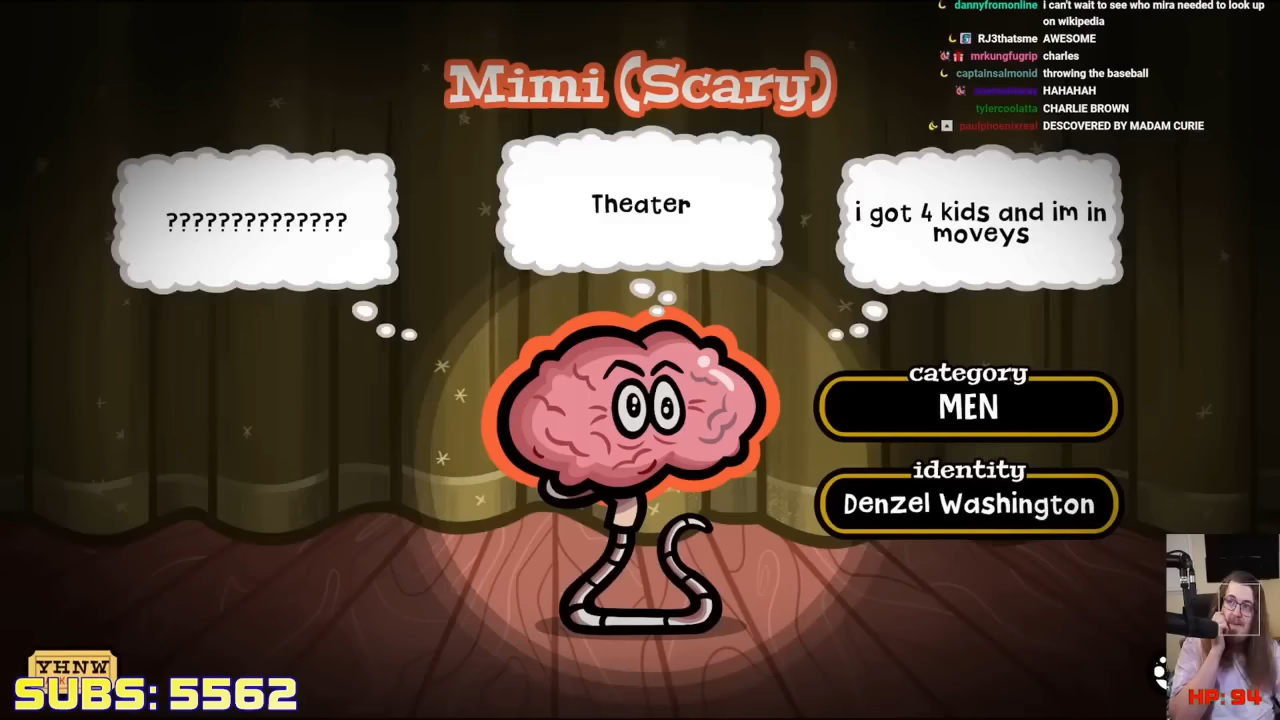 dannyfromonline i can't wait to see who mira needed to look up
on wikipedia
RJ3thatsme AWESOME
mrkungfugrip charles
captainsalmonid throwing the baseball
HAHAHAH
tylercoolatta CHARLIE BROWN
paulphoenixreal DESCOVERED BY MADAM CURIE
Mimi (Scary)
??????????????
Theater
i got 4 kids and im in
moveys
category
MEN
identity
Denzel Washington
YHNW
SUBS: 5562
HP: 94